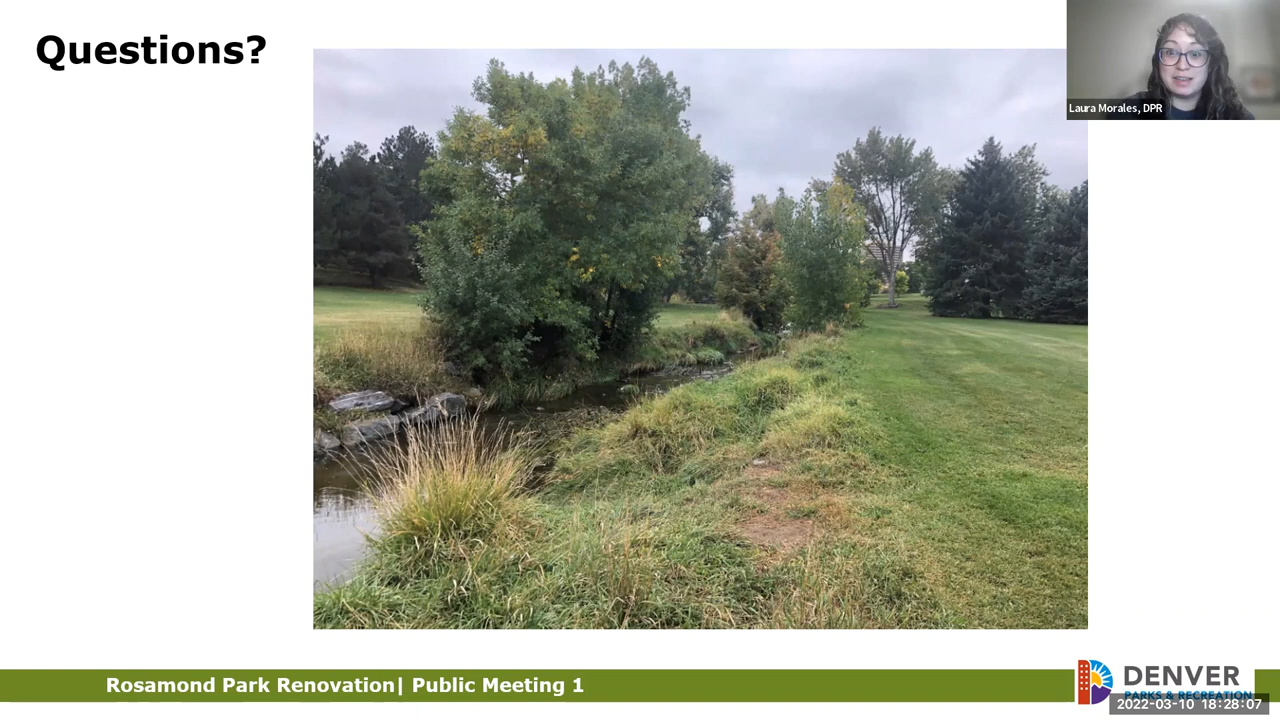 Questions?
Laura Morales, DPR
Rosamond Park Renovation| Public Meeting 1
DENVER
PARKS & RECREATION
2022-03-10 18:28:07